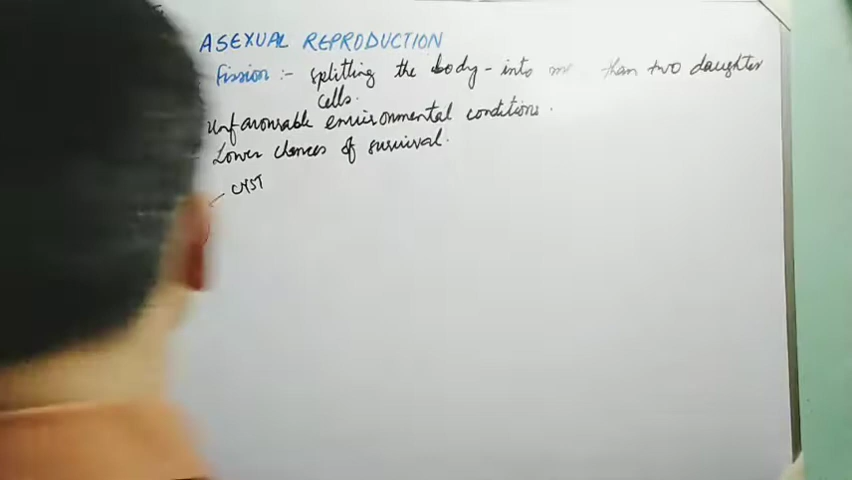 ASEXUAL REPRODUCTION
Fission :- splitting the body - into than two daughter
cells.
Unfavourable environmental conditions.
Lower chances of survival.
CYST